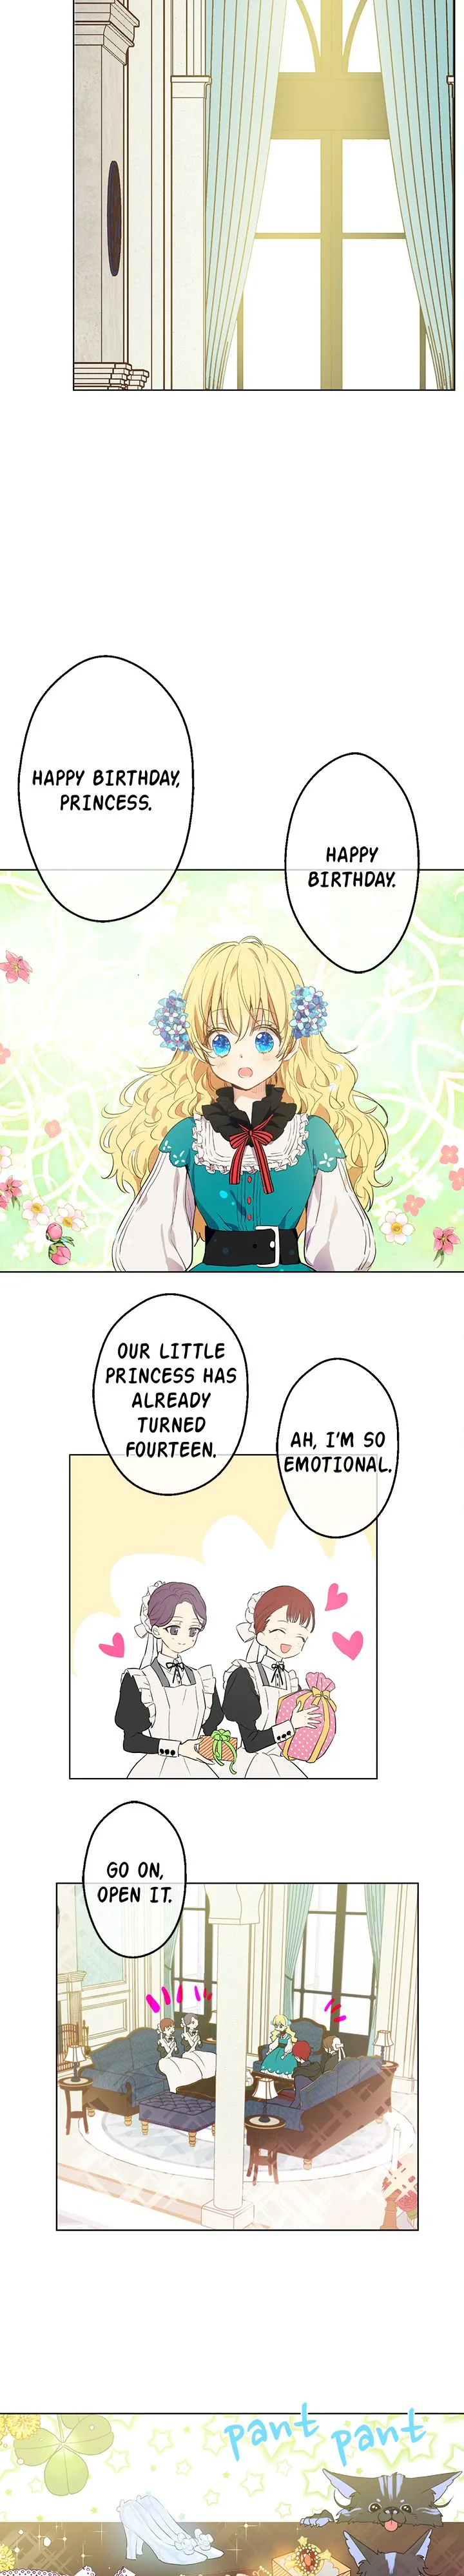 HAPPY BIRTHDAY,
PRINCESS.
HAPPY
BIRTHDAY.
OUR LITTLE
PRINCESS HAS
ALREADY
TURNED
FOURTEEN.
AH, I'M SO
EMOTIONAL.
GO ON,
OPEN IT.
pant pant